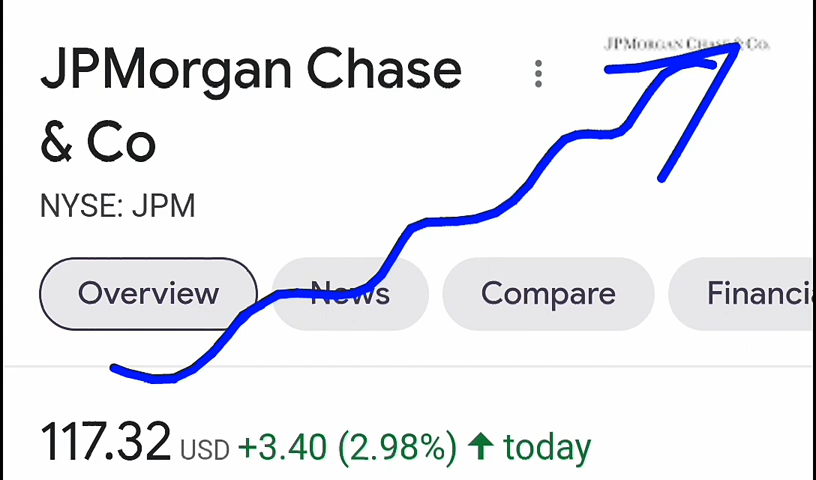 JPMorgan Chase
& Co
JPMORGAN CHASE & CO.
NYSE: JPM
Overview News Compare Financi
117.32 USD +3.40 (2.98%) ↑ today